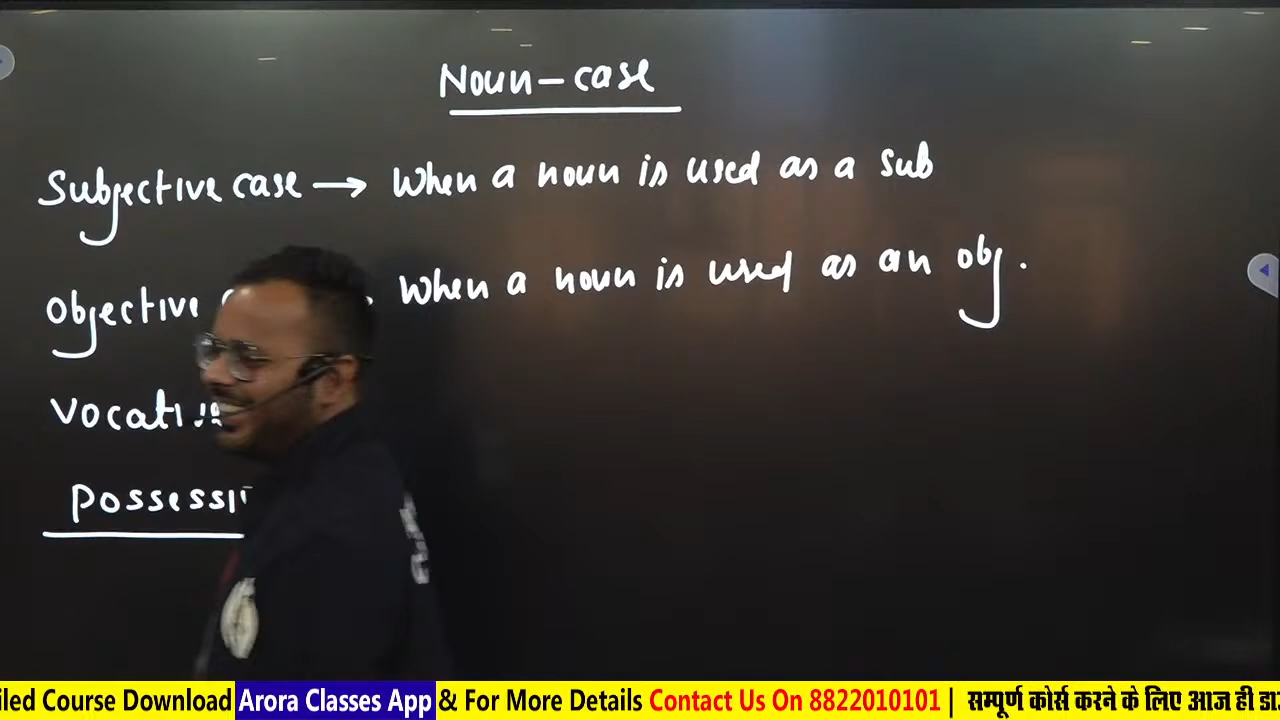 Noun - case
Subjective case → When a noun is used as a sub
Objective When a noun is used as an obj.
Vocative
Possessi
iled Course Download Arora Classes App & For More Details Contact Us On 8822010101 | सम्पूर्ण कोर्स करने के लिए आज ही डा